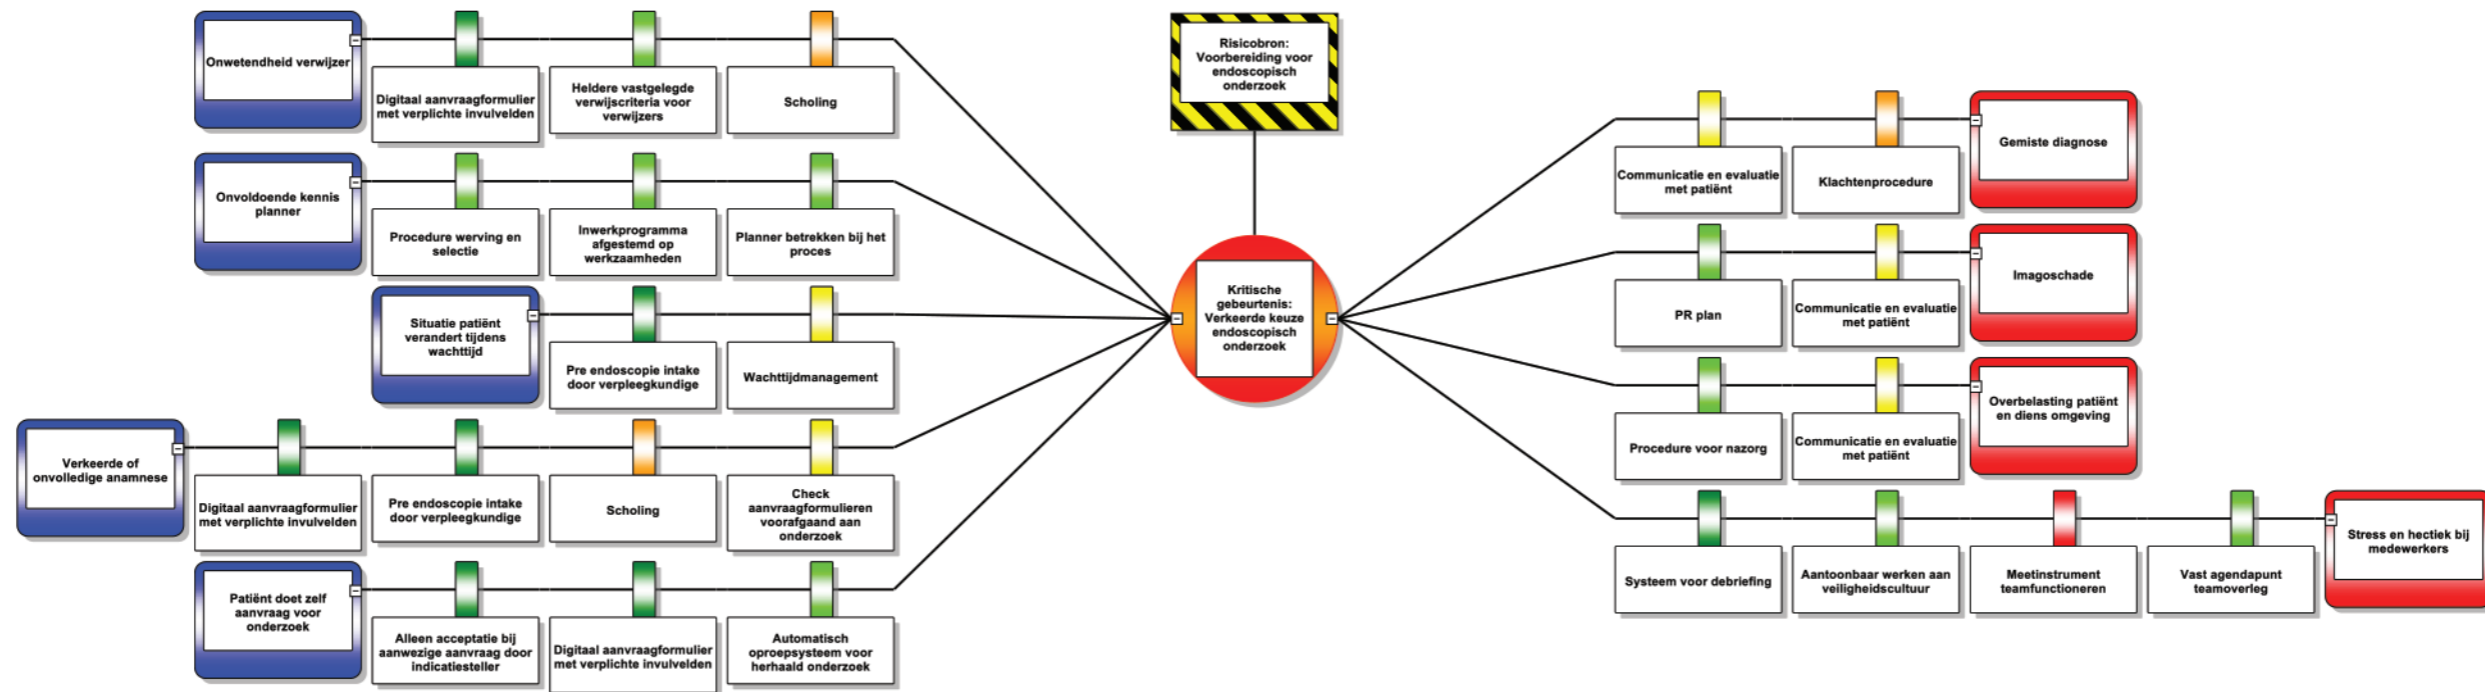 Onwetendheid verwijzer
Digitaal aanvraagformulier
met verplichte invulvelden
Heldere vastgelegde
verwijscriteria voor
verwijzers
Scholing
Onvoldoende kennis
planner
Procedure werving en
selectie
Inwerkprogramma
afgestemd op
werkzaamheden
Planner betrekken bij het
proces
Situatie patiënt
verandert tijdens
wachttijd
Pre endoscopie intake
door verpleegkundige
Wachttijdmanagement
Verkeerde of
onvolledige anamnese
Digitaal aanvraagformulier
met verplichte invulvelden
Pre endoscopie intake
door verpleegkundige
Scholing
Check
aanvraagformulieren
voorafgaand aan
onderzoek
Patiënt doet zelf
aanvraag voor
onderzoek
Alleen acceptatie bij
aanwezige aanvraag door
indicatiesteller
Digitaal aanvraagformulier
met verplichte invulvelden
Automatisch
oproepsysteem voor
herhaald onderzoek
Risicobron:
Voorbereiding voor
endoscopisch
onderzoek
Kritische
gebeurtenis:
Verkeerde keuze
endoscopisch
onderzoek
Communicatie en evaluatie
met patiënt
Klachtenprocedure
Gemiste diagnose
PR plan
Communicatie en evaluatie
met patiënt
Imagoschade
Procedure voor nazorg
Communicatie en evaluatie
met patiënt
Overbelasting patiënt
en diens omgeving
Systeem voor debriefing
Aantoonbaar werken aan
veiligheidscultuur
Meetinstrument
teamfunctioneren
Vast agendapunt
teamoverleg
Stress en hectiek bij
medewerkers